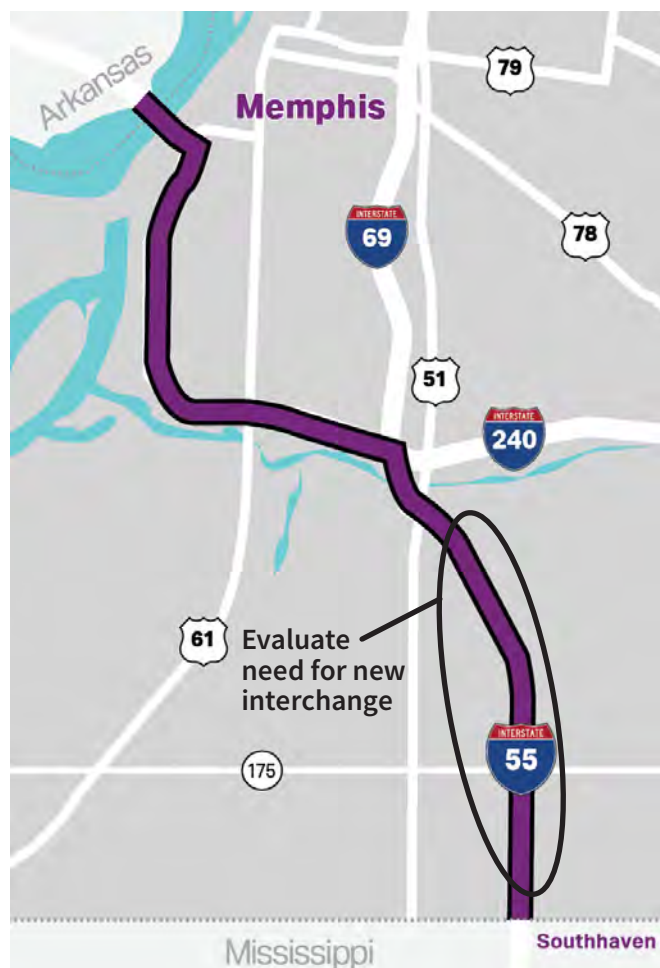 Arkansas
79
Memphis
INTERSTATE
69
78
51
INTERSTATE
240
61
Evaluate
need for new
interchange
INTERSTATE
55
175
Southhaven
Mississippi